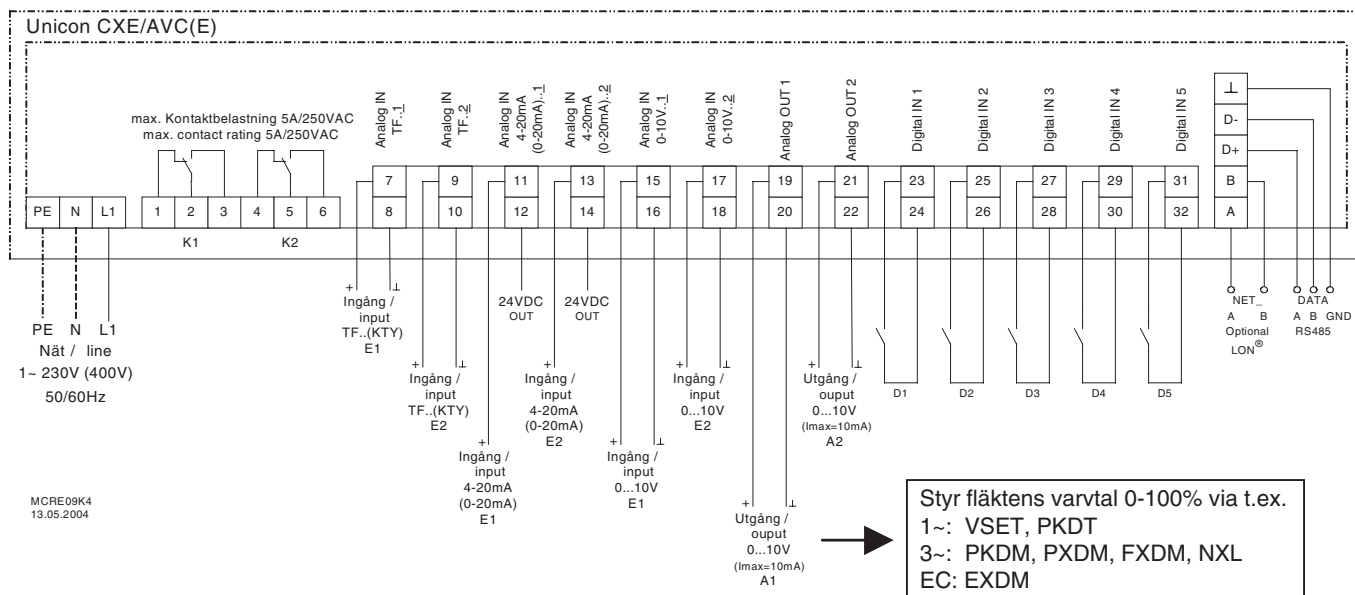 Unicon CXE/AVC(E)
max. Kontaktbelastning 5A/250VAC
max. contact rating 5A/250VAC
Analog IN
TF..1
Analog IN
TF..2
Analog IN
4-20mA
(0-20mA)..1
Analog IN
4-20mA
(0-20mA)..2
Analog IN
0-10V..1
Analog IN
0-10V..2
Analog OUT 1
Analog OUT 2
Digital IN 1
Digital IN 2
Digital IN 3
Digital IN 4
Digital IN 5
⊥
D-
D+
B
A
7 9 11 13 15 17 19 21 23 25 27 29 31
PE N L1 1 2 3 4 5 6 8 10 12 14 16 18 20 22 24 26 28 30 32
K1 K2
PE N L1
Nät / line
1~ 230V (400V)
50/60Hz
+ ⊥
Ingång /
input
TF..(KTY)
E1
+ ⊥
Ingång /
input
TF..(KTY)
E2
24VDC
OUT
+
Ingång /
input
4-20mA
(0-20mA)
E1
24VDC
OUT
+
Ingång /
input
4-20mA
(0-20mA)
E2
+ ⊥
Ingång /
input
0...10V
E1
+ ⊥
Ingång /
input
0...10V
E2
+ ⊥
Utgång /
ouput
0...10V
(Imax=10mA)
A1
+ ⊥
Utgång /
ouput
0...10V
(Imax=10mA)
A2
D1 D2 D3 D4 D5
NET_
A B
Optional
LON®
DATA
A B GND
RS485
MCRE09K4
13.05.2004
Styr fläktens varvtal 0-100% via t.ex.
1~: VSET, PKDT
3~: PKDM, PXDM, FXDM, NXL
EC: EXDM